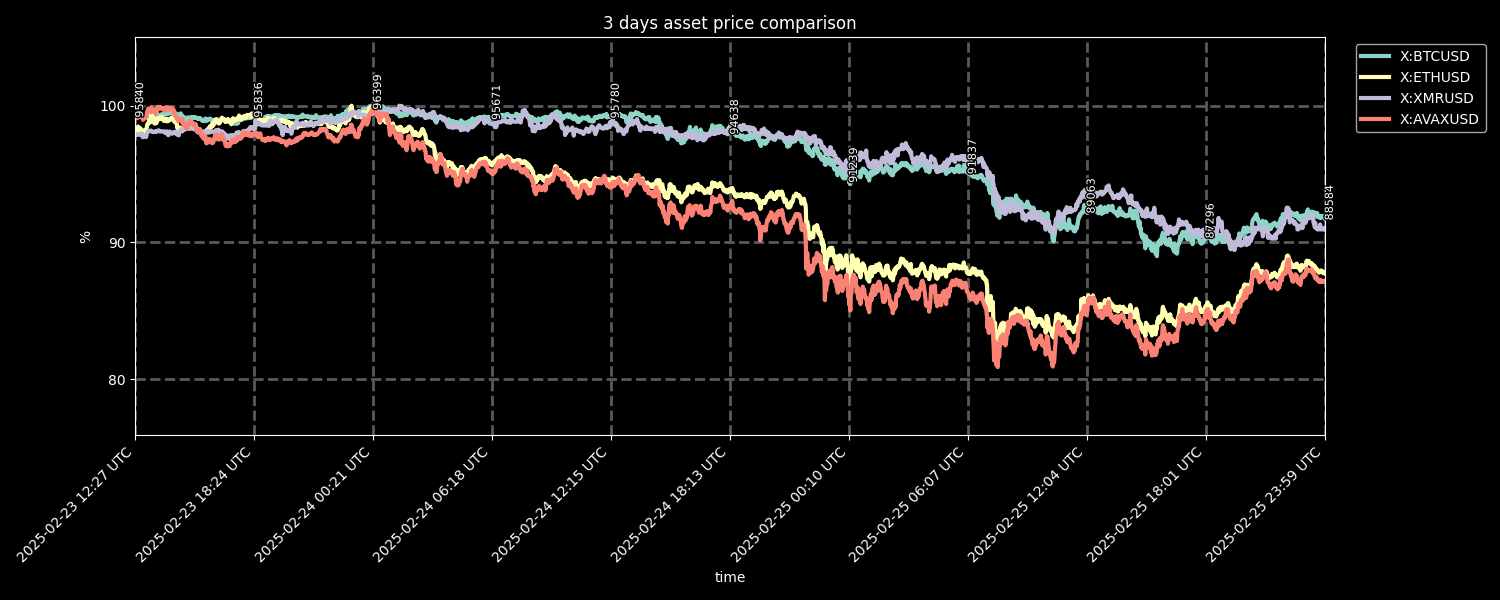 3 days asset price comparison
X:BTCUSD
X:ETHUSD
X:XMRUSD
X:AVAXUSD
100
90
80
%
95840
95836
96399
95671
95780
94638
91239
91837
89063
87296
88584
2025-02-23 12:27 UTC
2025-02-23 18:24 UTC
2025-02-24 00:21 UTC
2025-02-24 06:18 UTC
2025-02-24 12:15 UTC
2025-02-24 18:13 UTC
2025-02-25 00:10 UTC
2025-02-25 06:07 UTC
2025-02-25 12:04 UTC
2025-02-25 18:01 UTC
2025-02-25 23:59 UTC
time